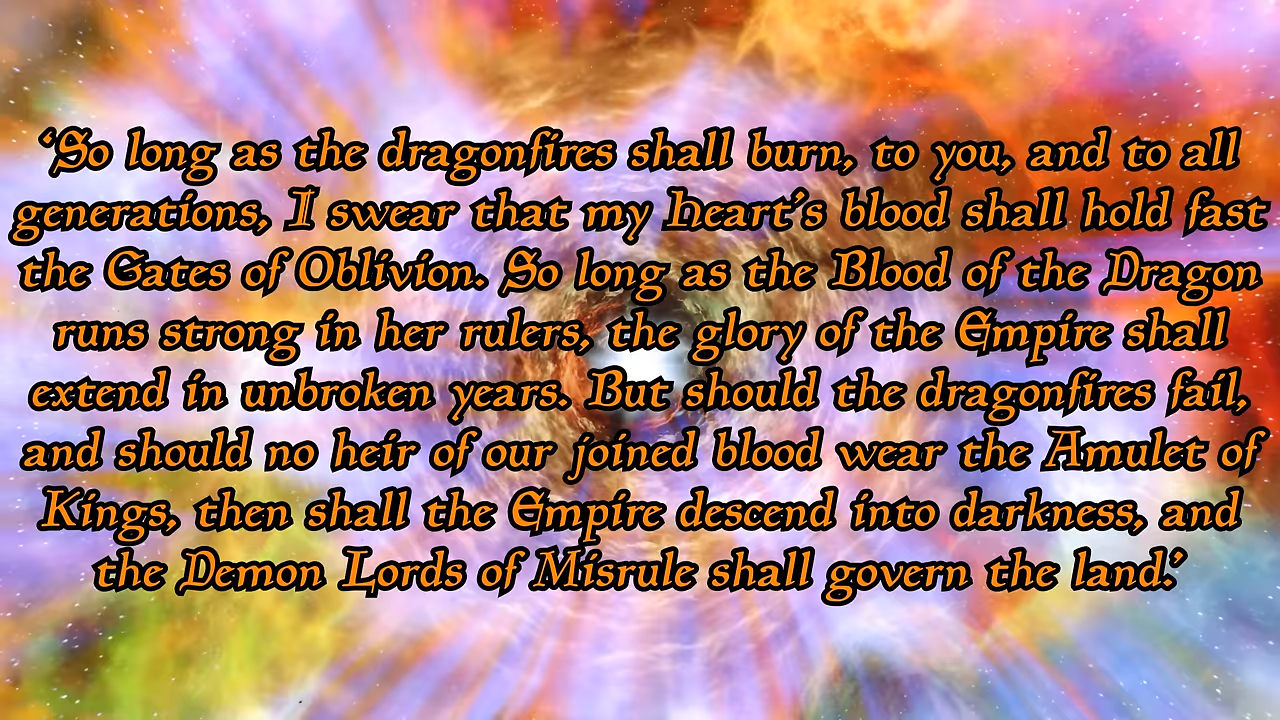 ‘So long as the dragonfires shall burn, to you, and to all
generations, I swear that my heart’s blood shall hold fast
the Gates of Oblivion. So long as the Blood of the Dragon
runs strong in her rulers, the glory of the Empire shall
extend in unbroken years. But should the dragonfires fail,
and should no heir of our joined blood wear the Amulet of
Kings, then shall the Empire descend into darkness, and
the Demon Lords of Misrule shall govern the land.’